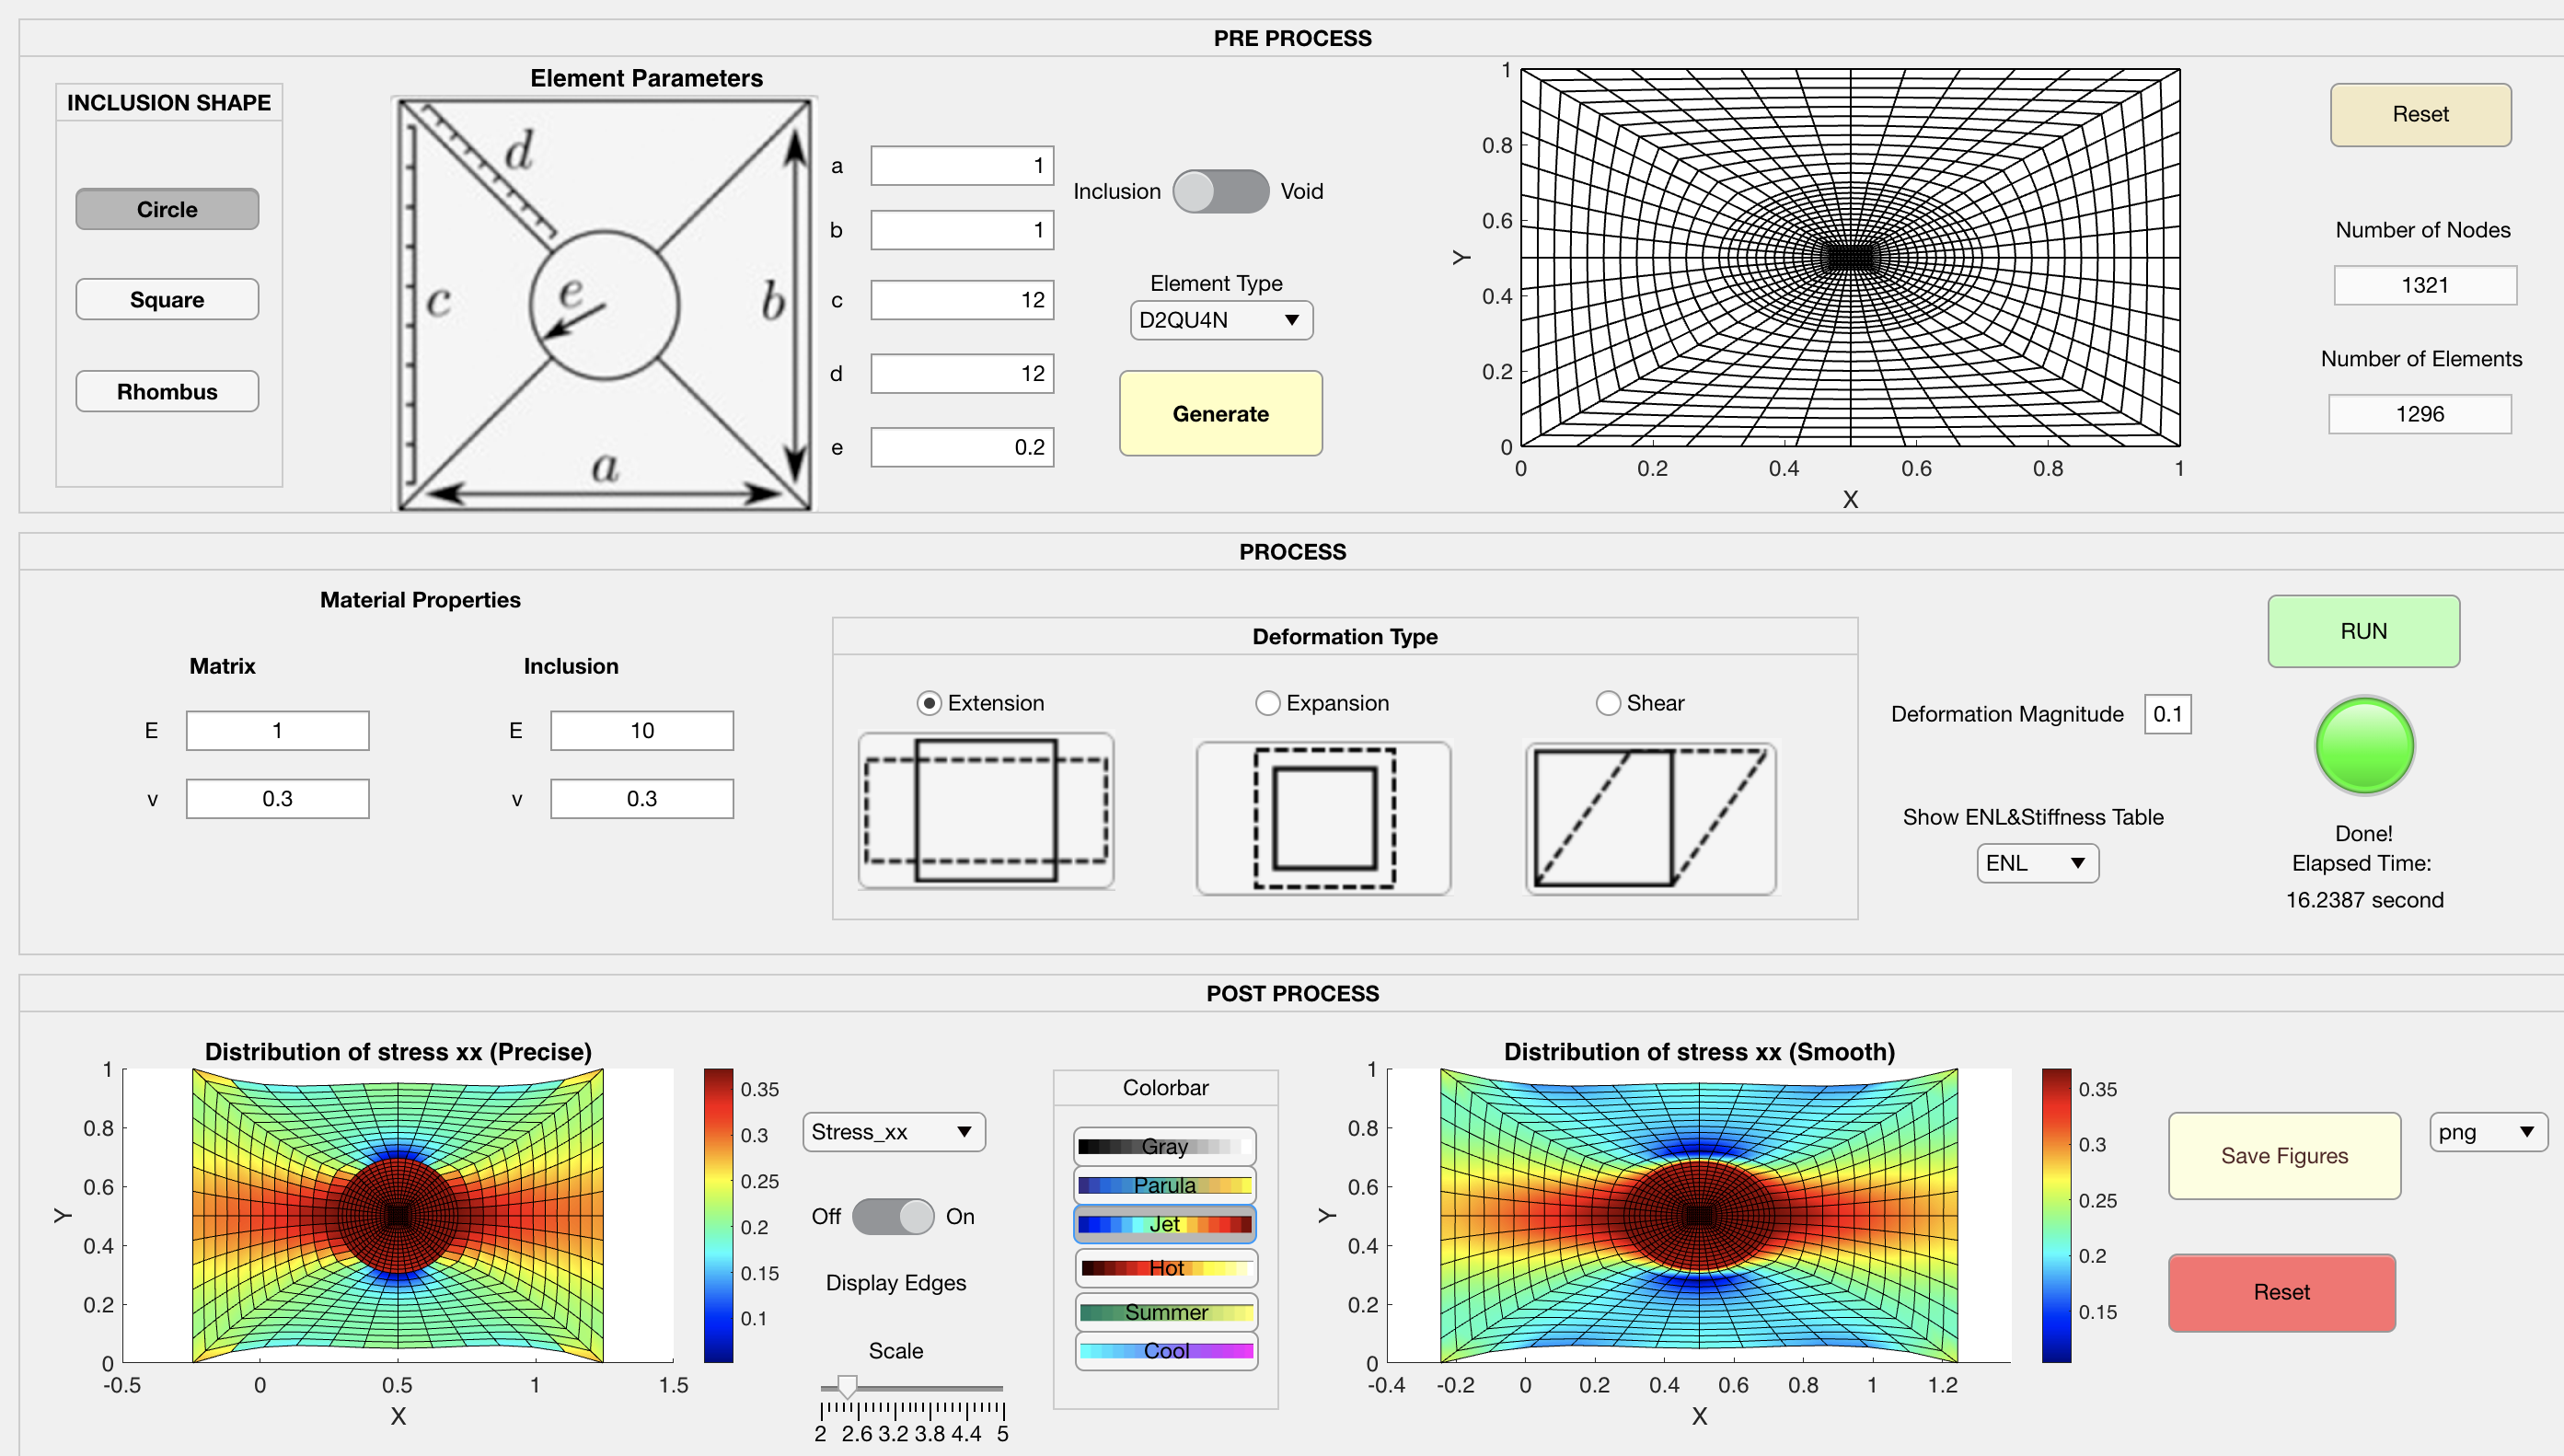 PRE PROCESS
INCLUSION SHAPE
Circle
Square
Rhombus
Element Parameters
d
c
e
b
a
a 1
b 1
c 12
d 12
e 0.2
Inclusion Void
Element Type
D2QU4N
Generate
1
0.8
0.6
0.4
0.2
0
Y
0 0.2 0.4 0.6 0.8 1
X
Reset
Number of Nodes
1321
Number of Elements
1296
PROCESS
Material Properties
Matrix Inclusion
E 1 E 10
v 0.3 v 0.3
Deformation Type
Extension Expansion Shear
Deformation Magnitude 0.1
Show ENL&Stiffness Table
ENL
RUN
Done!
Elapsed Time:
16.2387 second
POST PROCESS
Distribution of stress xx (Precise)
1
0.8
0.6
0.4
0.2
0
Y
-0.5 0 0.5 1 1.5
X
0.35
0.3
0.25
0.2
0.15
0.1
Stress_xx
Off On
Display Edges
Scale
2 2.6 3.2 3.8 4.4 5
Colorbar
Gray
Parula
Jet
Hot
Summer
Cool
Distribution of stress xx (Smooth)
1
0.8
0.6
0.4
0.2
0
Y
-0.4 -0.2 0 0.2 0.4 0.6 0.8 1 1.2
X
0.35
0.3
0.25
0.2
0.15
Save Figures
png
Reset